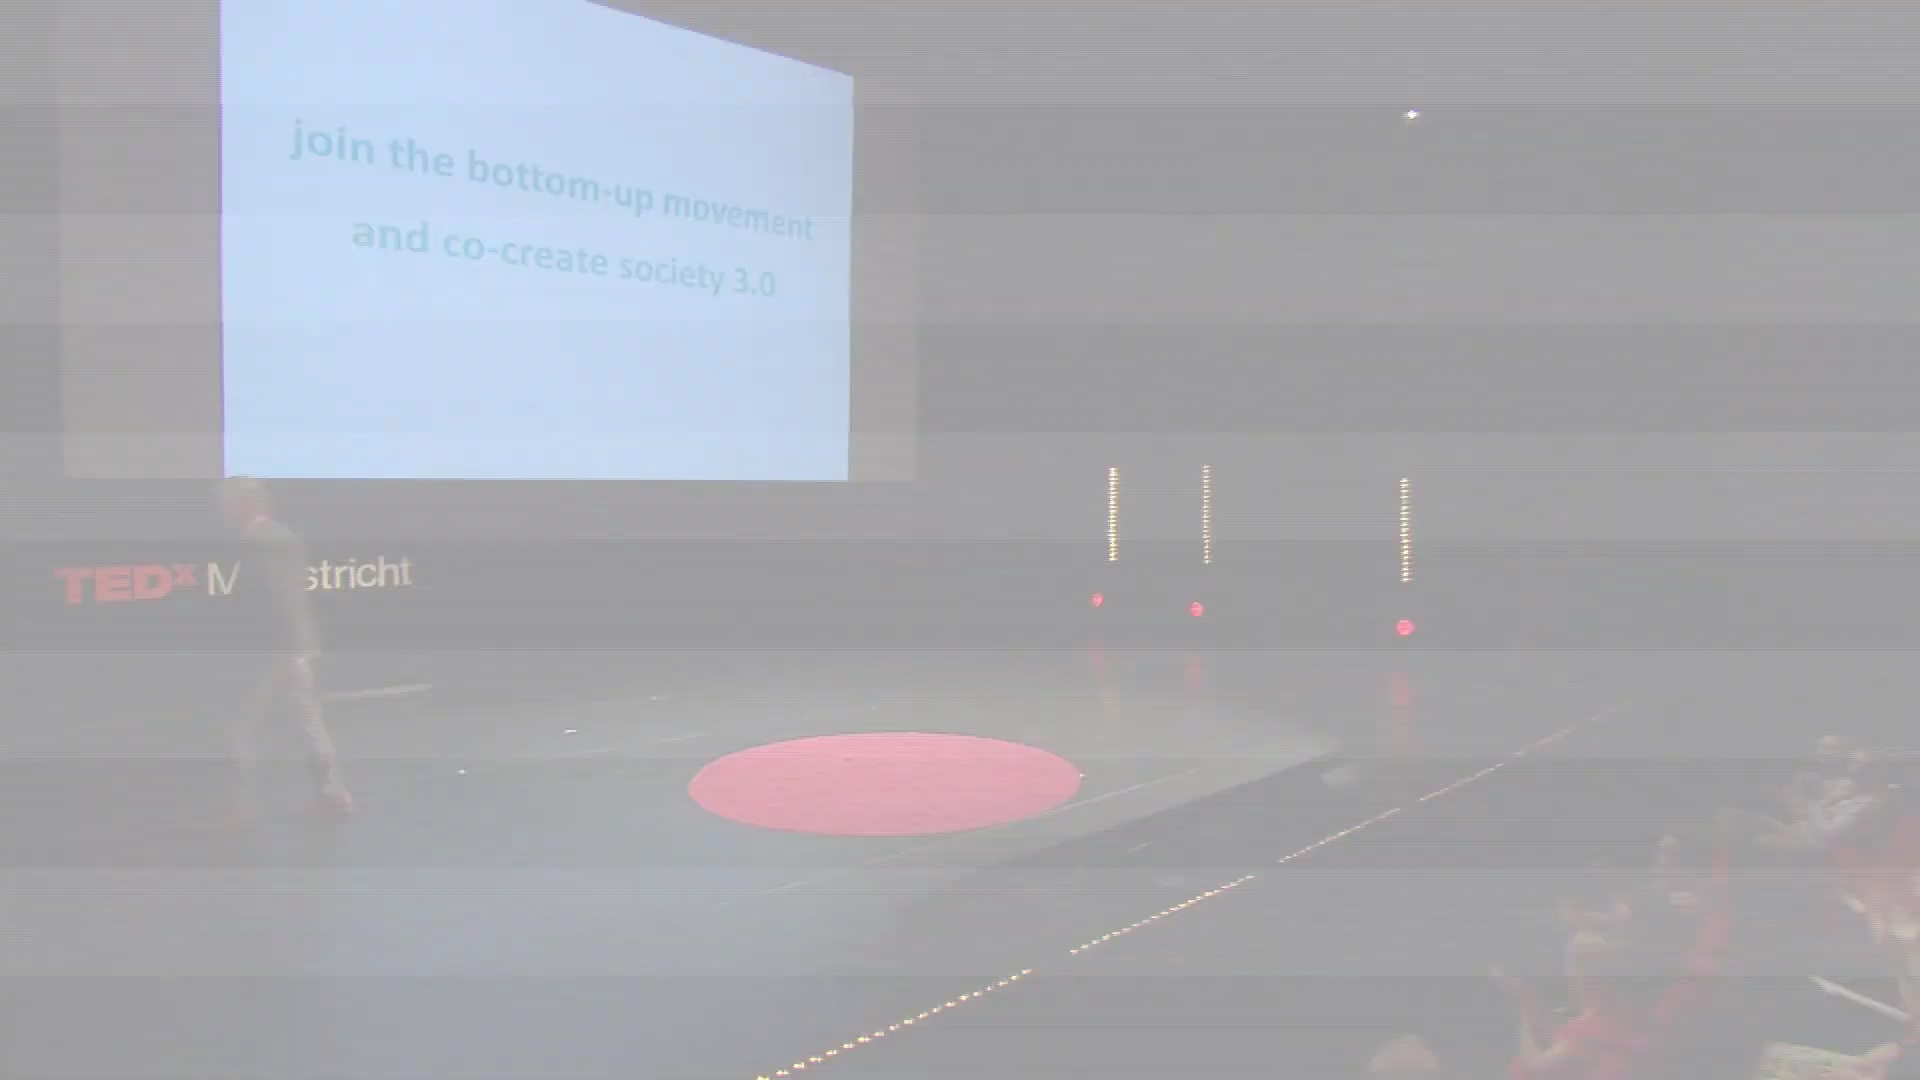 join the bottom-up movement
and co-create society 3.0
TEDx M stricht